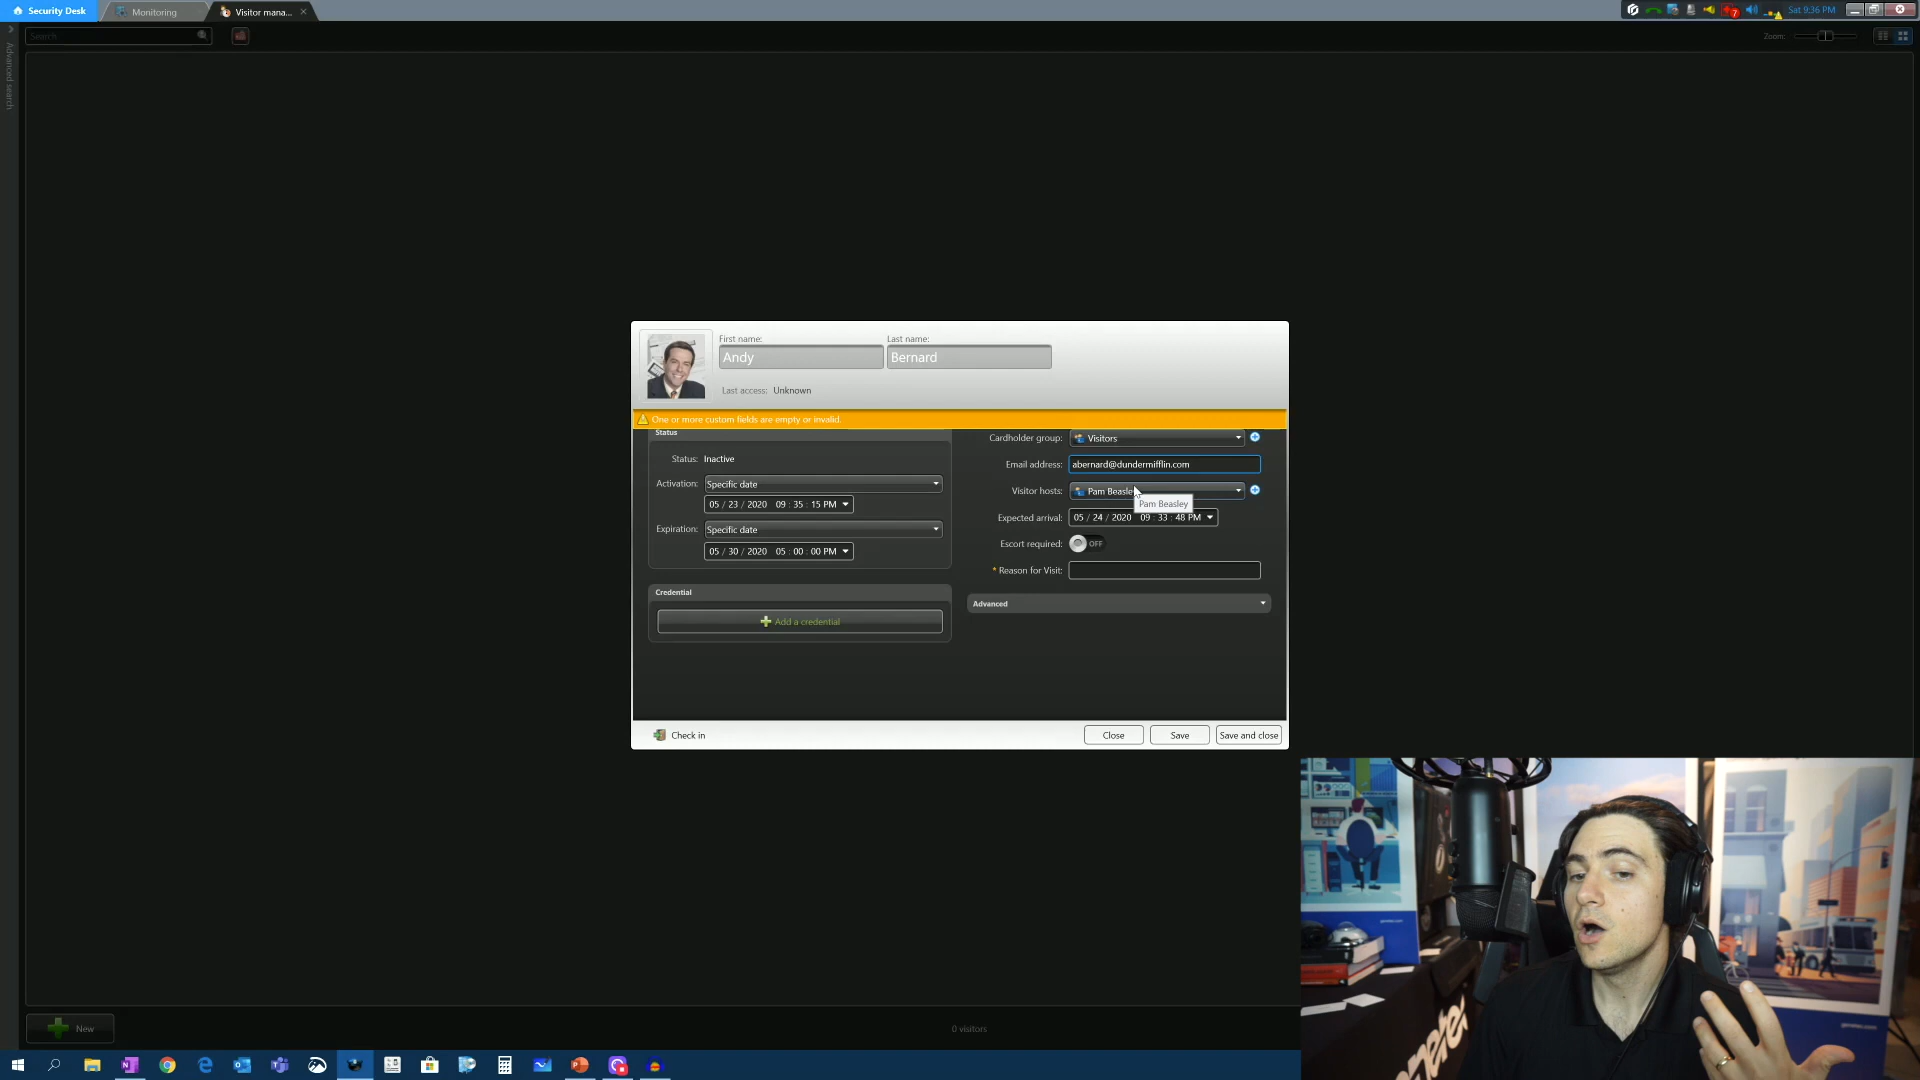 Security Desk
Monitoring
Visitor mana...
7
Sat 9:36 PM
Search
Zoom:
Advanced search
First name:
Last name:
Andy
Bernard
Last access: Unknown
One or more custom fields are empty or invalid.
Status
Status: Inactive
Activation: Specific date
05 / 23 / 2020 09 : 35 : 15 PM
Expiration: Specific date
05 / 30 / 2020 05 : 00 : 00 PM
Credential
Add a credential
Cardholder group: Visitors
Email address: abernard@dundermifflin.com
Visitor hosts: Pam Beasley
Pam Beasley
Expected arrival: 05 / 24 / 2020 09 : 33 : 48 PM
Escort required: OFF
* Reason for Visit:
Advanced
Check in
Close
Save
Save and close
New
0 visitors